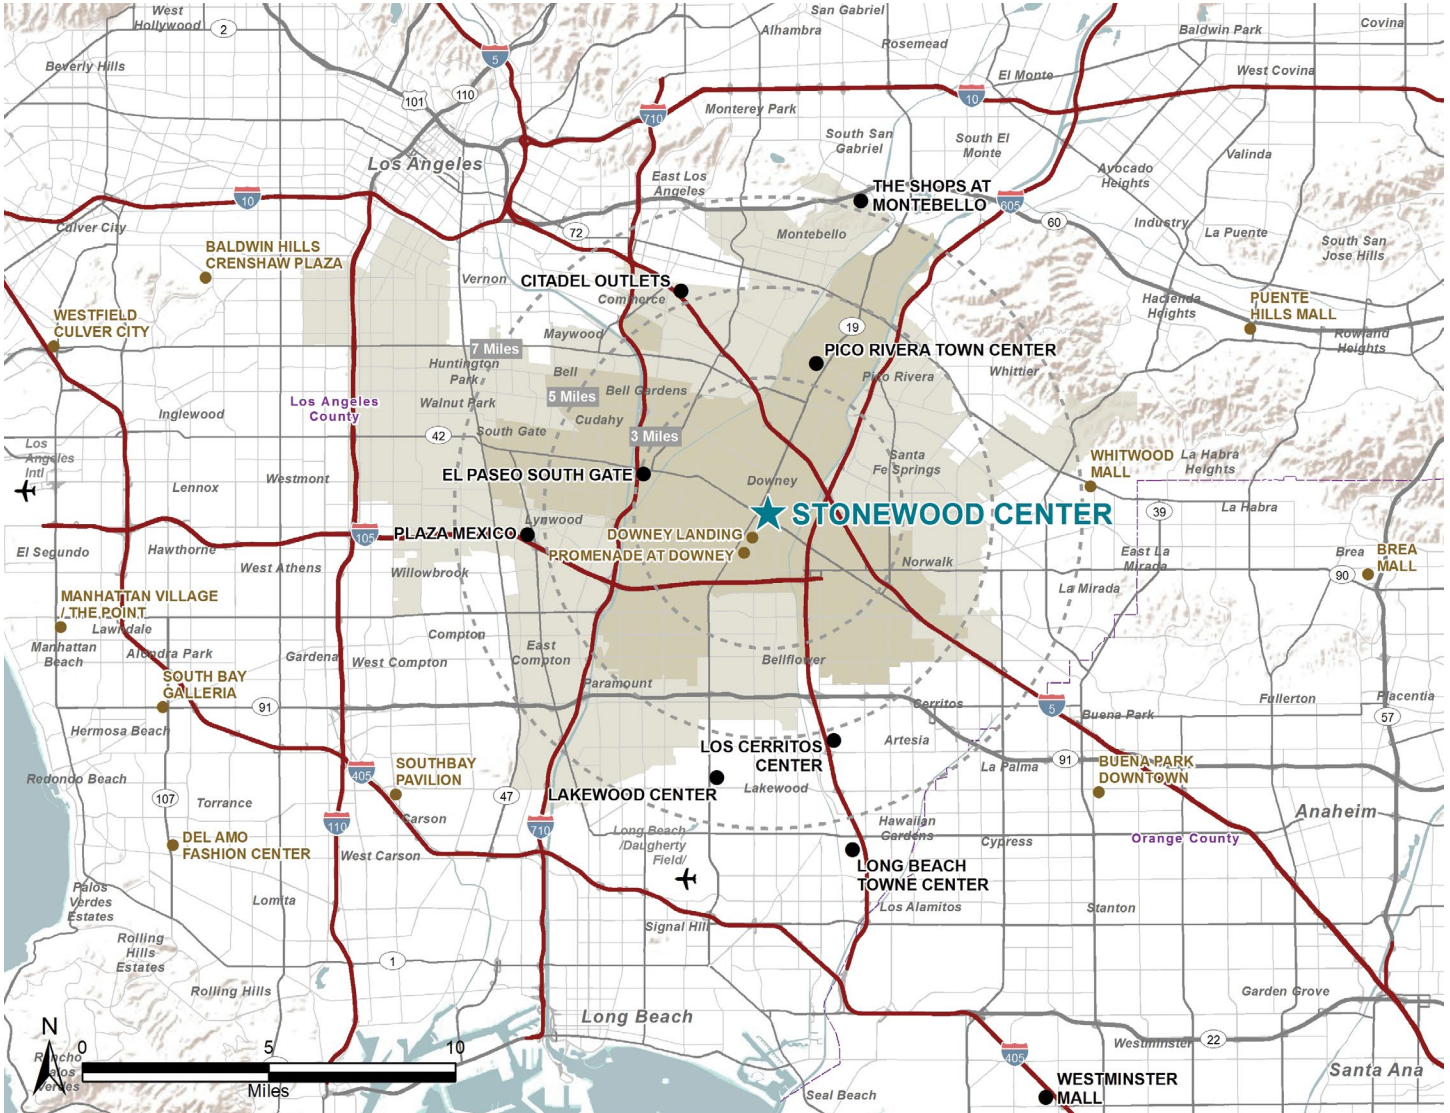 West
Hollywood
2
San Gabriel
Alhambra
Rosemead
Baldwin Park
Covina
Beverly Hills
5
El Monte
West Covina
101
110
10
Monterey Park
710
South San
Gabriel
South El
Monte
Los Angeles
Avocado
Heights
Valinda
East Los
Angeles
THE SHOPS AT
MONTEBELLO
10
605
60
Industry
La Puente
Culver City
72
Montebello
South San
Jose Hills
BALDWIN HILLS
CRENSHAW PLAZA
Vernon
CITADEL OUTLETS
Commerce
Hacienda
Heights
PUENTE
HILLS MALL
WESTFIELD
CULVER CITY
19
Maywood
Rowland
Heights
7 Miles
PICO RIVERA TOWN CENTER
Huntington
Park
Bell
Pico Rivera
Whittier
5 Miles
Bell Gardens
Los Angeles
County
Walnut Park
Inglewood
Cudahy
42
South Gate
3 Miles
Los
Angeles
Intl
Santa
Fe Springs
WHITWOOD
MALL
La Habra
Heights
Westmont
EL PASEO SOUTH GATE
Downey
Lennox
STONEWOOD CENTER
39
La Habra
Lynwood
105
PLAZA MEXICO
DOWNEY LANDING
PROMENADE AT DOWNEY
El Segundo
Hawthorne
West Athens
Willowbrook
Norwalk
East La
Mirada
Brea
BREA
MALL
90
La Mirada
MANHATTAN VILLAGE
/ THE POINT
Lawndale
Manhattan
Beach
Alondra Park
Gardena
West Compton
Compton
East
Compton
Bellflower
SOUTH BAY
GALLERIA
Paramount
91
Cerritos
5
Buena Park
Fullerton
Placentia
57
Hermosa Beach
LOS CERRITOS
CENTER
Artesia
La Palma
91
BUENA PARK
DOWNTOWN
Redondo Beach
405
SOUTHBAY
PAVILION
107
Torrance
47
LAKEWOOD CENTER
Lakewood
Carson
110
710
Hawaiian
Gardens
Cypress
Orange County
Anaheim
DEL AMO
FASHION CENTER
West Carson
Long Beach
/Daugherty
Field/
LONG BEACH
TOWNE CENTER
Palos
Verdes
Estates
Lomita
Los Alamitos
Stanton
Signal Hill
Rolling
Hills
Estates
1
Rolling Hills
Garden Grove
Long Beach
N
0
5
10
Miles
Rancho
Palos
Verdes
Westminster
22
405
Santa Ana
WESTMINSTER
MALL
Seal Beach